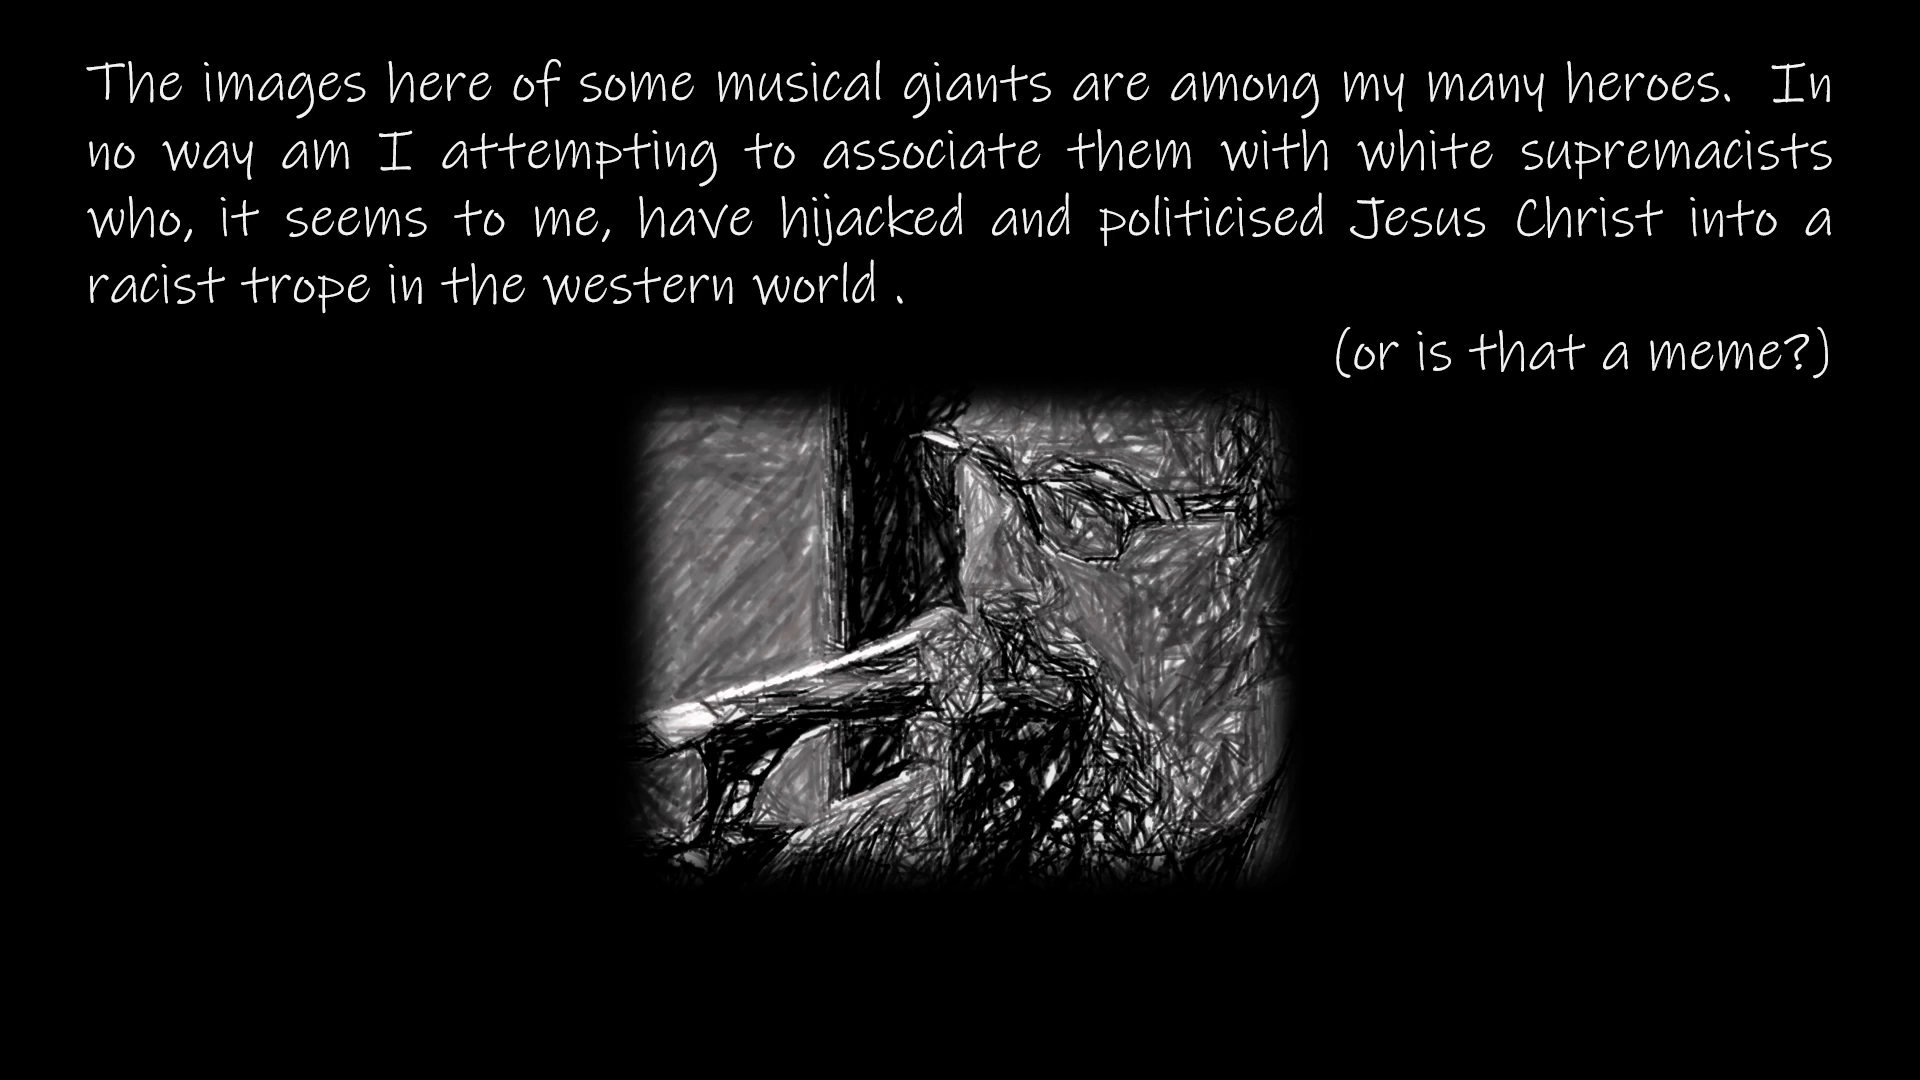 The images here of some musical giants are among my many heroes. In
no way am I attempting to associate them with white supremacists
who, it seems to me, have hijacked and politicised Jesus Christ into a
racist trope in the western world .
(or is that a meme?)